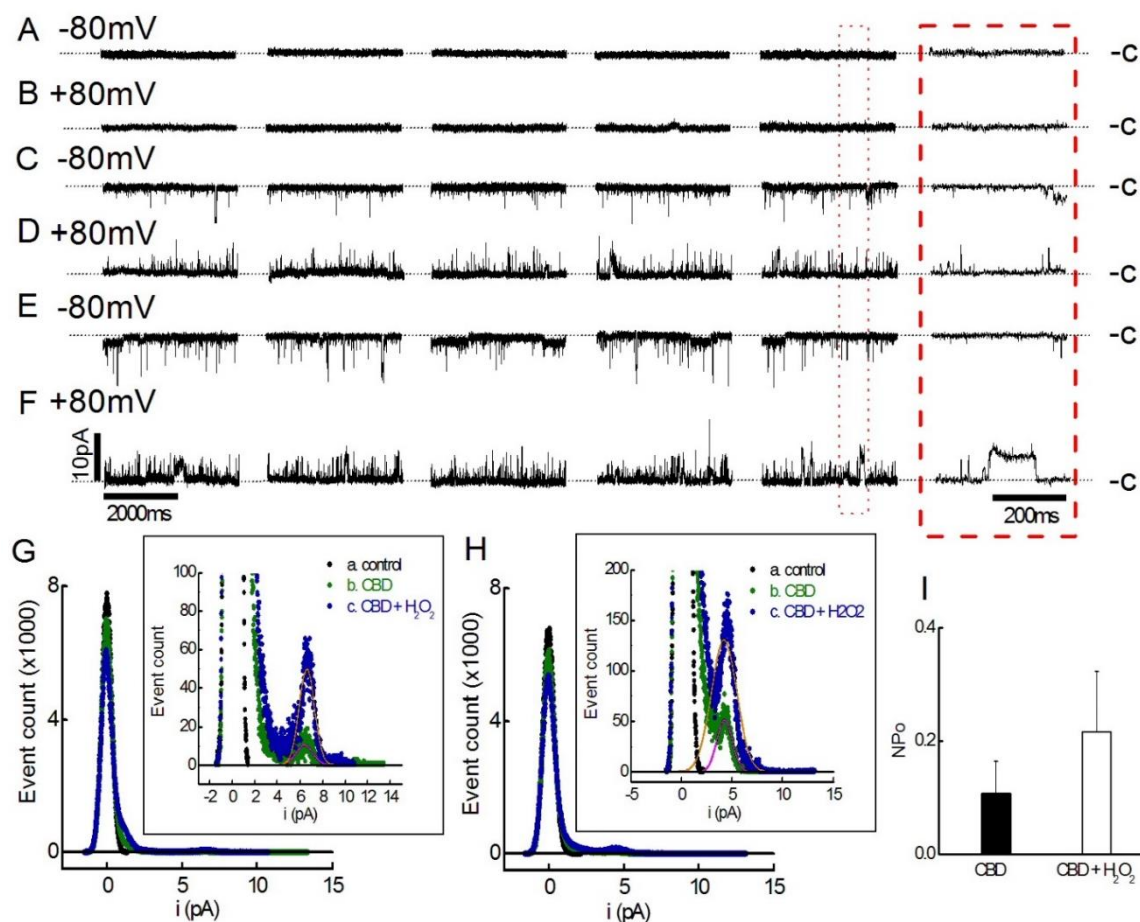 A -80mV
-C
B +80mV
-C
C -80mV
-C
D +80mV
-C
E -80mV
-C
F +80mV
10pA
-C
2000ms
200ms
G
Event count (x1000)
8
4
0
0 5 10 15
i (pA)
a. control
b. CBD
c. CBD + H₂O₂
Event count
100
80
60
40
20
0
-2 0 2 4 6 8 10 12 14
i (pA)
H
Event count (x1000)
8
4
0
0 5 10 15
i (pA)
a. control
b. CBD
c. CBD + H2O2
Event count
200
150
100
50
0
-5 0 5 10 15
i (pA)
I
NPo
0.4
0.2
0.0
CBD CBD + H₂O₂